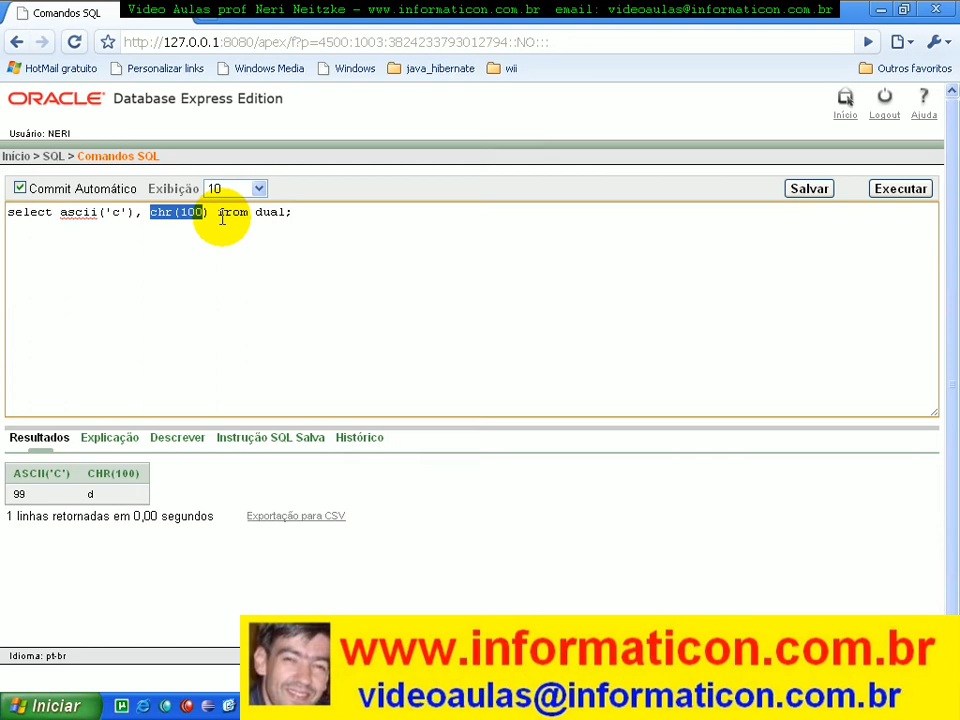 Comandos SQL
Video Aulas prof Neri Neitzke - www.informaticon.com.br email: videoaulas@informaticon.com.br
http://127.0.0.1:8080/apex/f?p=4500:1003:3824233793012794::NO:::
HotMail gratuito Personalizar links Windows Media Windows java_hibernate wii Outros favoritos
ORACLE Database Express Edition
Início Logout Ajuda
Usuário: NERI
Início > SQL > Comandos SQL
Commit Automático Exibição 10 Salvar Executar
select ascii('c'), chr(100) from dual;
Resultados Explicação Descrever Instrução SQL Salva Histórico
ASCII('C') CHR(100)
99 d
1 linhas retornadas em 0,00 segundos Exportação para CSV
www.informaticon.com.br
Idioma: pt-br
videoaulas@informaticon.com.br
Iniciar